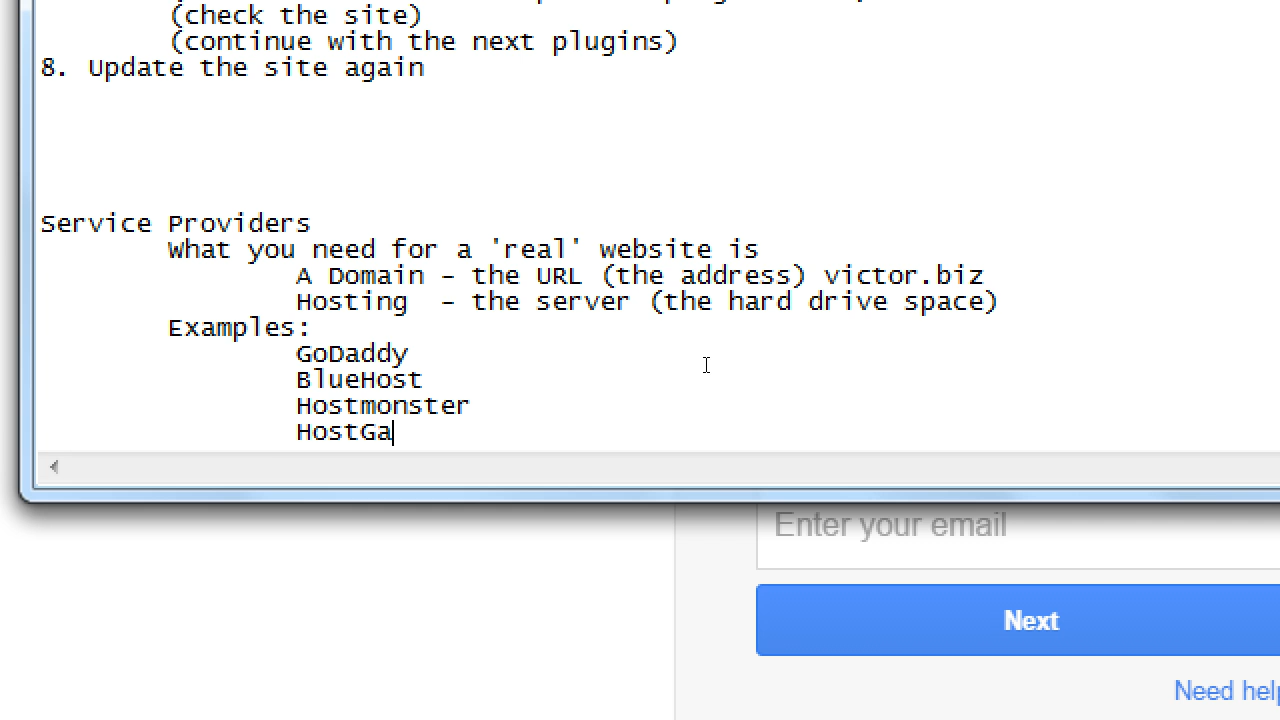 (check the site)
(continue with the next plugins)
8. Update the site again
Service Providers
What you need for a 'real' website is
A Domain - the URL (the address) victor.biz
Hosting - the server (the hard drive space)
Examples:
GoDaddy
BlueHost
Hostmonster
HostGa
Enter your email
Next
Need help